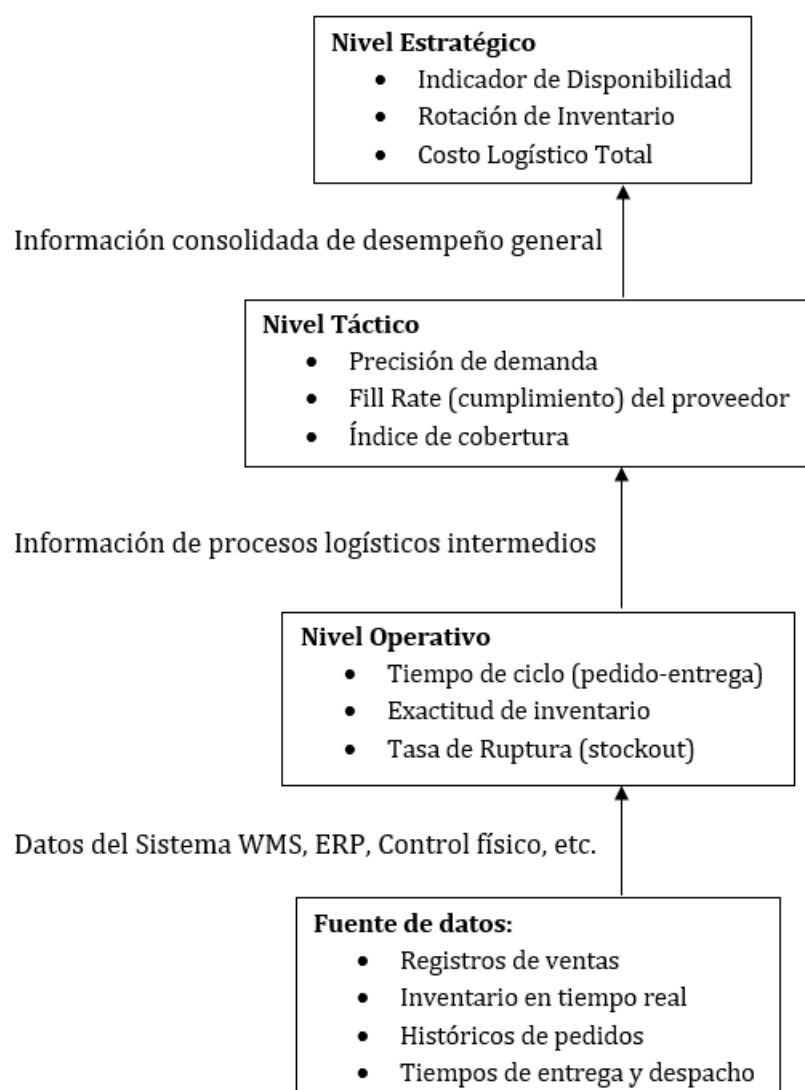 Nivel Estratégico
• Indicador de Disponibilidad
• Rotación de Inventario
• Costo Logístico Total
Información consolidada de desempeño general
Nivel Táctico
• Precisión de demanda
• Fill Rate (cumplimiento) del proveedor
• Índice de cobertura
Información de procesos logísticos intermedios
Nivel Operativo
• Tiempo de ciclo (pedido-entrega)
• Exactitud de inventario
• Tasa de Ruptura (stockout)
Datos del Sistema WMS, ERP, Control físico, etc.
Fuente de datos:
• Registros de ventas
• Inventario en tiempo real
• Históricos de pedidos
• Tiempos de entrega y despacho